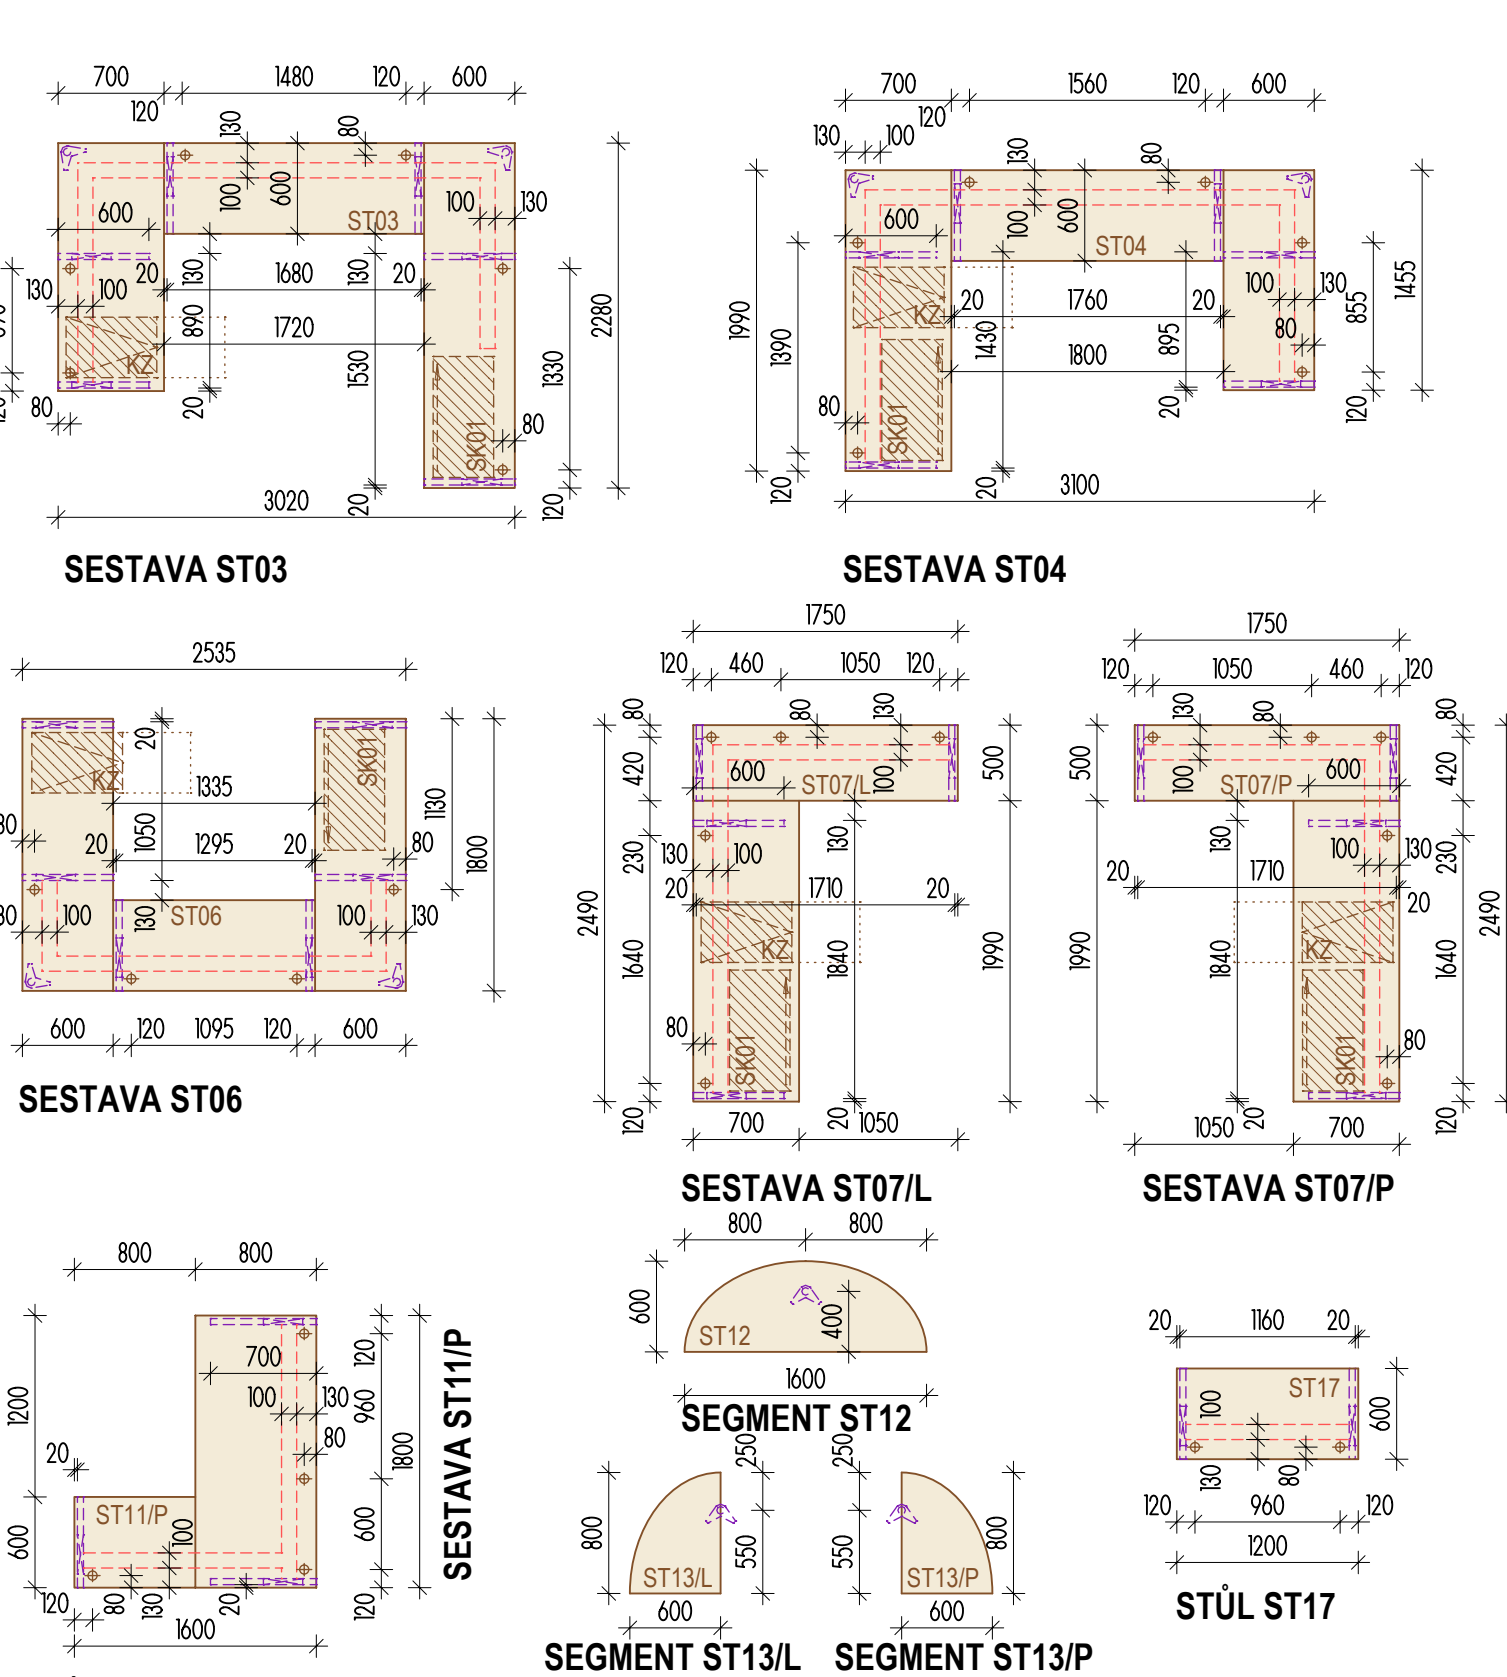 700 1480 120 600
120 130 80
600 100 600 ST03 100 130
20 130 1680 130 20
130 100 890 1720 1530 1330 2280
KZ SK01
80 20 20 80 120
3020
SESTAVA ST03
700 1560 120 600
130 100 120 130 80
600 100 600 ST04
1990 1390 KZ 20 1760 20 100 130 855 1455
1430 1800 895 80
80 SK01 20 120
120 20
3100
SESTAVA ST04
2535
KZ 20 SK01
1335 1130
1050 1800
20 1295 20 80
100 130 ST06 100 130
600 120 1095 120 600
SESTAVA ST06
1750
120 460 1050 120
80 80 130
420 600 ST07/L 100 500
230 130
130 100
20 1710 20
2490 1640 KZ 1840 1990
80 SK01
120 20
700 1050
SESTAVA ST07/L
1750
120 1050 460 120
130 80 80
500 100 ST07/P 600 420
130 230
100 130
20 1710 20
1990 1840 KZ 1640 2490
SK01 80
20 120
1050 700
SESTAVA ST07/P
800 800
700 120
100 130 960
1200 80 1800
20
600 ST11/P 100 600
120 80 130 20 120
1600
SESTAVA ST11/P
800 800
600 ST12 400
1600
SEGMENT ST12
250
800 550
ST13/L
600
SEGMENT ST13/L
250
550 800
ST13/P
600
SEGMENT ST13/P
20 1160 20
ST17
100 600
130 80
120 960 120
1200
STŮL ST17